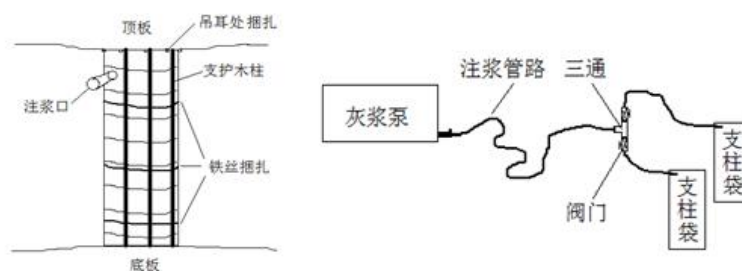 顶板
吊耳处捆扎
支护木柱
注浆口
铁丝捆扎
底板
灰浆泵
注浆管路
三通
阀门
支柱袋
支柱袋